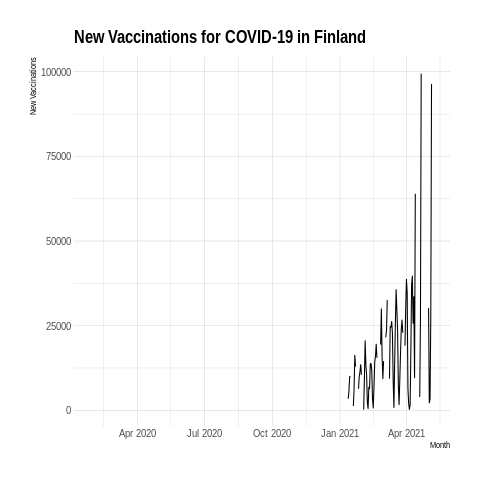 New Vaccinations for COVID-19 in Finland
New Vaccinations
100000
75000
50000
25000
0
Apr 2020 Jul 2020 Oct 2020 Jan 2021 Apr 2021
Month